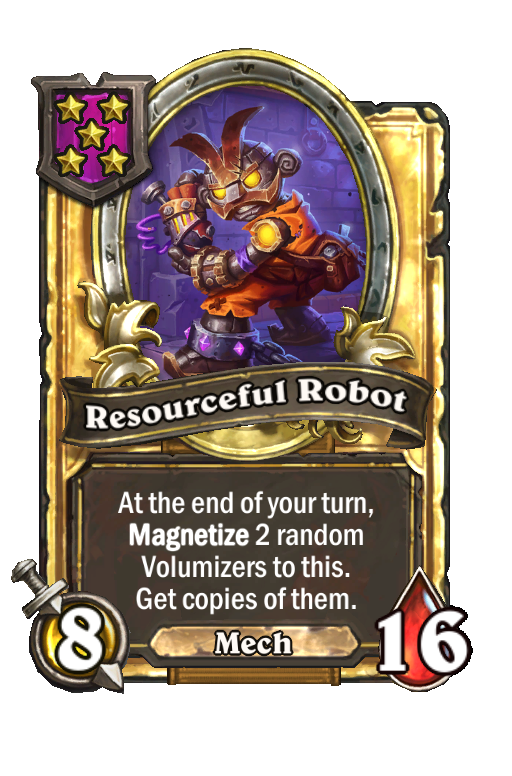 Resourceful Robot
At the end of your turn,
Magnetize 2 random
Volumizers to this.
Get copies of them.
8
Mech
16